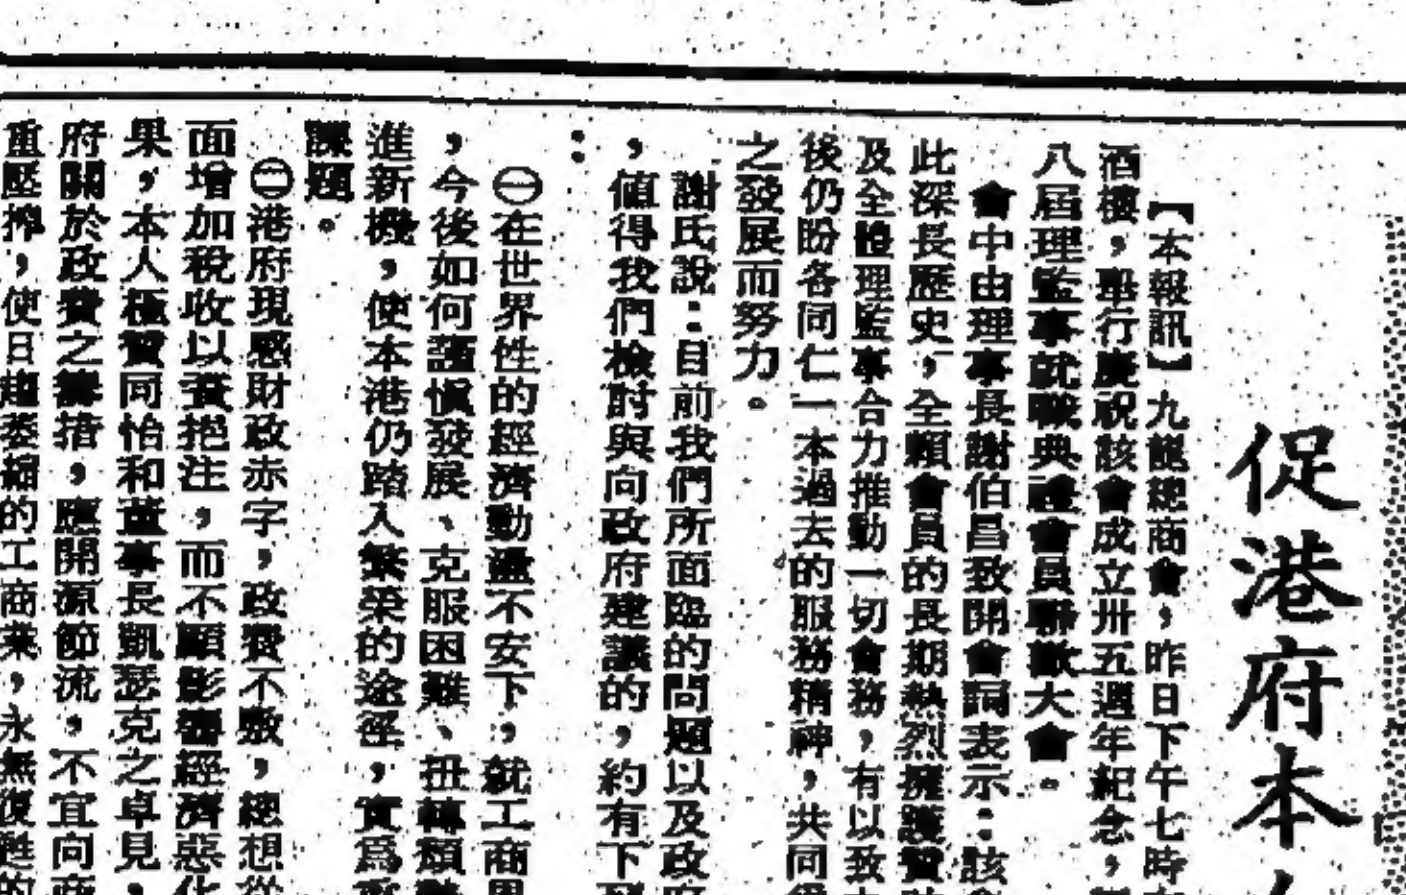 促港府本
【本報訊】九龍總商會，昨日下午七時
酒樓，舉行慶祝該會成立卅五週年紀念，
八屆理監事就職典禮會員聯歡大會。
會中由理事長謝伯昌致開會詞表示：該
此深長歷史，全賴會員的長期熱烈擁護贊
及全體理監事合力推動一切會務，有以致
後仍盼各同仁一本過去的服務精神，共同
之發展而努力。
謝氏說：目前我們所面臨的問題以及政府
，值得我們檢討與向政府建議的，約有下列
：
㊀在世界性的經濟動盪不安下，就工商界
，今後如何謹慎發展、克服困難、扭轉頹
進新機，使本港仍踏入繁榮的途徑，實為
課題。
㊁港府現感財政赤字，政費不敷，總想從
面增加稅收以資挹注，而不顧影響經濟惡化
果，本人極贊同怡和董事長凱瑟克之卓見，
府關於政費之籌措，應開源節流，不宜向商
重壓搾，使日趨萎縮的工商業，永無復甦的